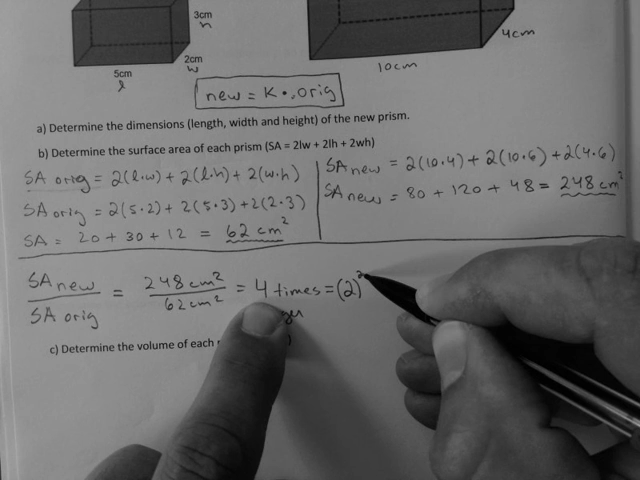 3cm
h
2cm
w
5cm
l
4cm
10cm
new = K • orig
a) Determine the dimensions (length, width and height) of the new prism.
b) Determine the surface area of each prism (SA = 2lw + 2lh + 2wh)
SA orig = 2(l·w) + 2(l·h) + 2(w·h)
SA orig = 2(5·2) + 2(5·3) + 2(2·3)
SA = 20 + 30 + 12 = 62 cm²
SA new = 2(10·4) + 2(10·6) + 2(4·6)
SA new = 80 + 120 + 48 = 248 cm²
SA new / SA orig = 248 cm² / 62 cm² = 4 times = (2)²
c) Determine the volume of each